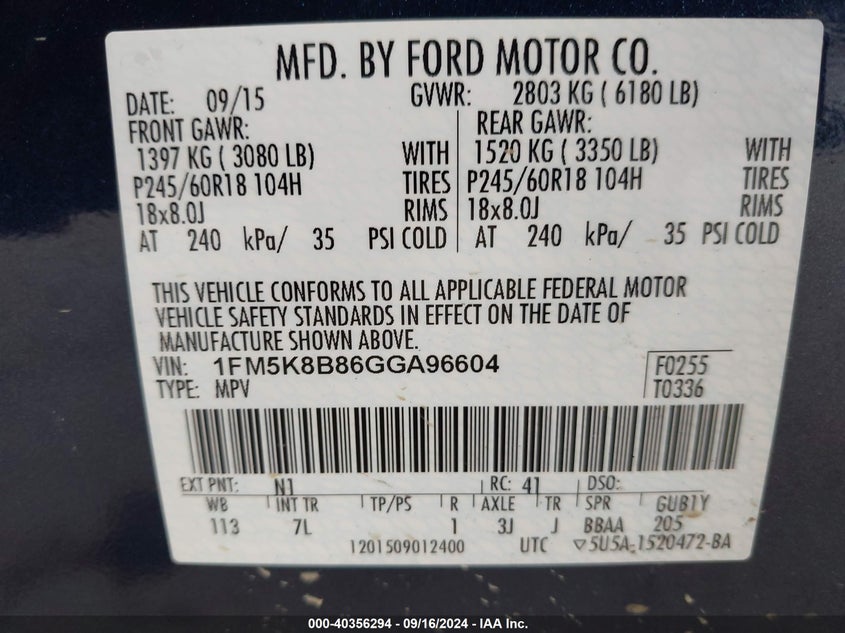 MFD. BY FORD MOTOR CO.
DATE: 09/15 GVWR: 2803 KG ( 6180 LB)
FRONT GAWR: REAR GAWR:
1397 KG ( 3080 LB) WITH 1520 KG ( 3350 LB) WITH
P245/60R18 104H TIRES P245/60R18 104H TIRES
18x8.0J RIMS 18x8.0J RIMS
AT 240 kPa/ 35 PSI COLD AT 240 kPa/ 35 PSI COLD
THIS VEHICLE CONFORMS TO ALL APPLICABLE FEDERAL MOTOR
VEHICLE SAFETY STANDARDS IN EFFECT ON THE DATE OF
MANUFACTURE SHOWN ABOVE.
VIN: 1FM5K8B86GGA96604 F0255
TYPE: MPV T0336
EXT PNT: N1 RC: 41 DSO:
WB INT TR TP/PS R AXLE TR SPR GUB1Y
113 7L 1 3J J BBAA 205
1201509012400 UTC ▽5U5A-1520472-BA
000-40356294 - 09/16/2024 - IAA Inc.